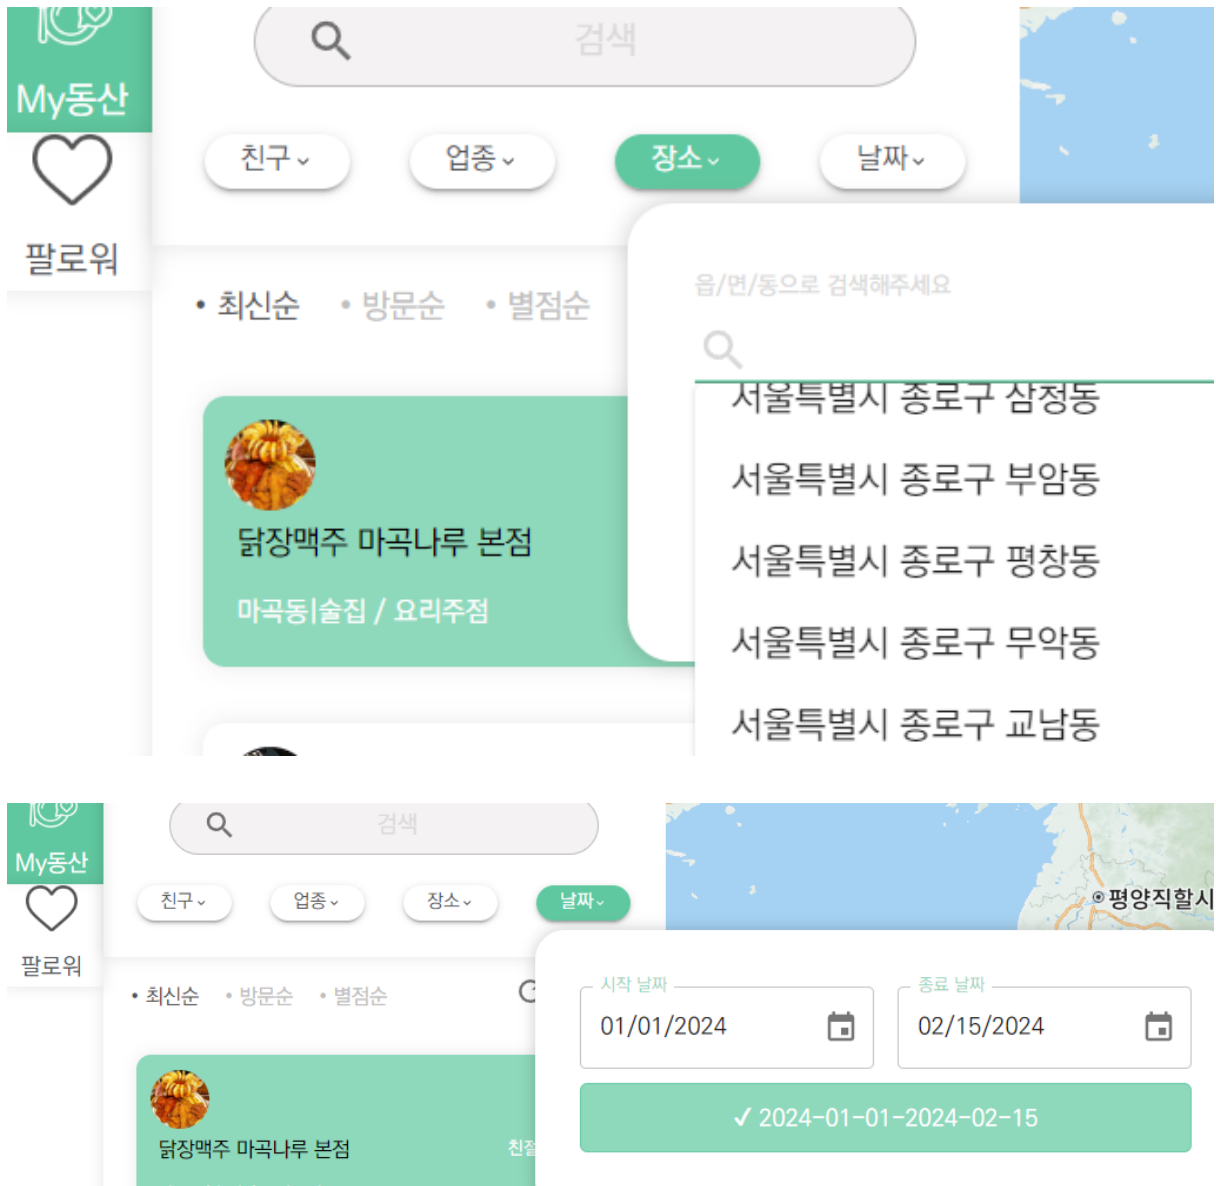 검색
My동산
친구
업종
장소
날짜
팔로워
• 최신순 • 방문순 • 별점순
읍/면/동으로 검색해주세요
서울특별시 종로구 삼청동
서울특별시 종로구 부암동
서울특별시 종로구 평창동
서울특별시 종로구 무악동
서울특별시 종로구 교남동
닭장맥주 마곡나루 본점
마곡동|술집 / 요리주점
검색
My동산
친구
업종
장소
날짜
평양직할시
팔로워
• 최신순 • 방문순 • 별점순
시작 날짜
01/01/2024
종료 날짜
02/15/2024
✓ 2024-01-01-2024-02-15
닭장맥주 마곡나루 본점
친절